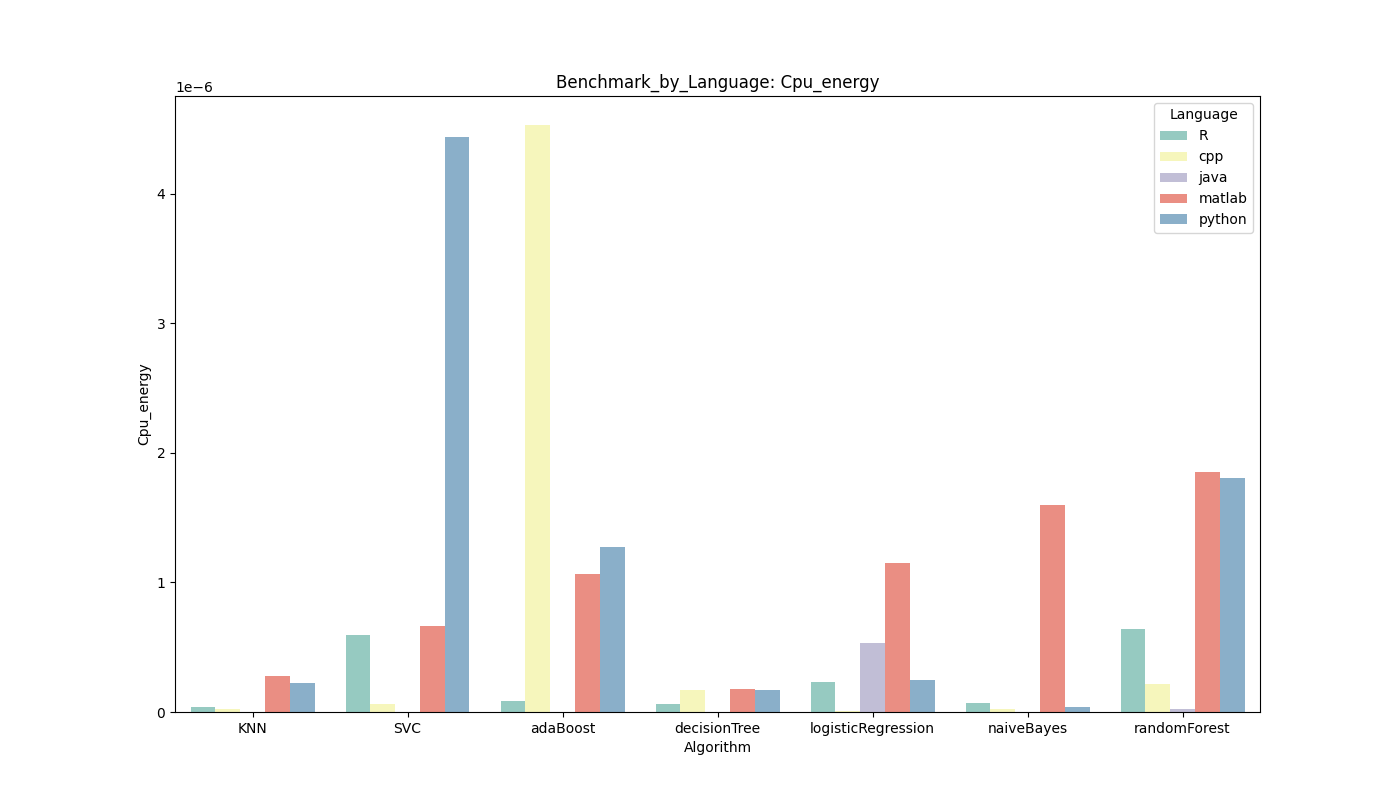 Benchmark_by_Language: Cpu_energy
1e−6
Language
R
cpp
java
matlab
python
4
3
2
1
0
Cpu_energy
KNN SVC adaBoost decisionTree logisticRegression naiveBayes randomForest
Algorithm